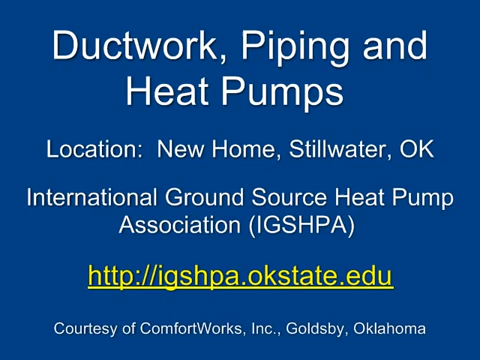 Ductwork, Piping and
Heat Pumps
Location:  New Home, Stillwater, OK
International Ground Source Heat Pump
Association (IGSHPA)
http://igshpa.okstate.edu
Courtesy of ComfortWorks, Inc., Goldsby, Oklahoma